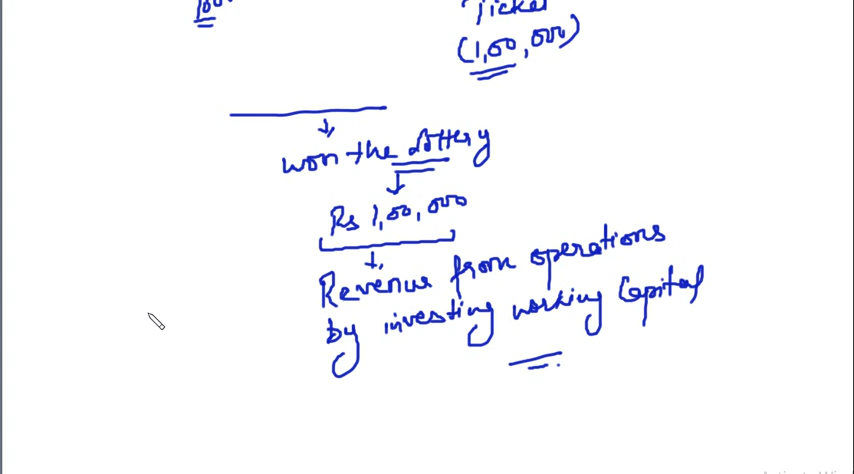 Ticket
(1,00,000)
won the lottery
Rs 1,00,000
Revenue from operations
by investing working Capital